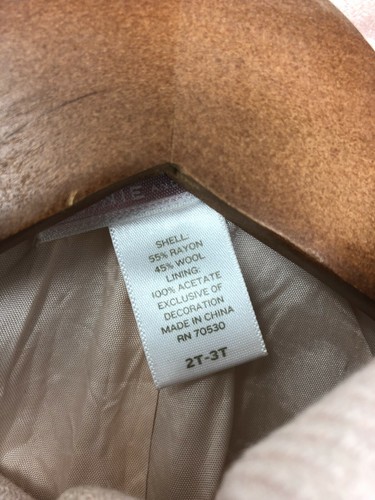 SHELL:
55% RAYON
45% WOOL
LINING:
100% ACETATE
EXCLUSIVE OF
DECORATION
MADE IN CHINA
RN 70530
2T-3T